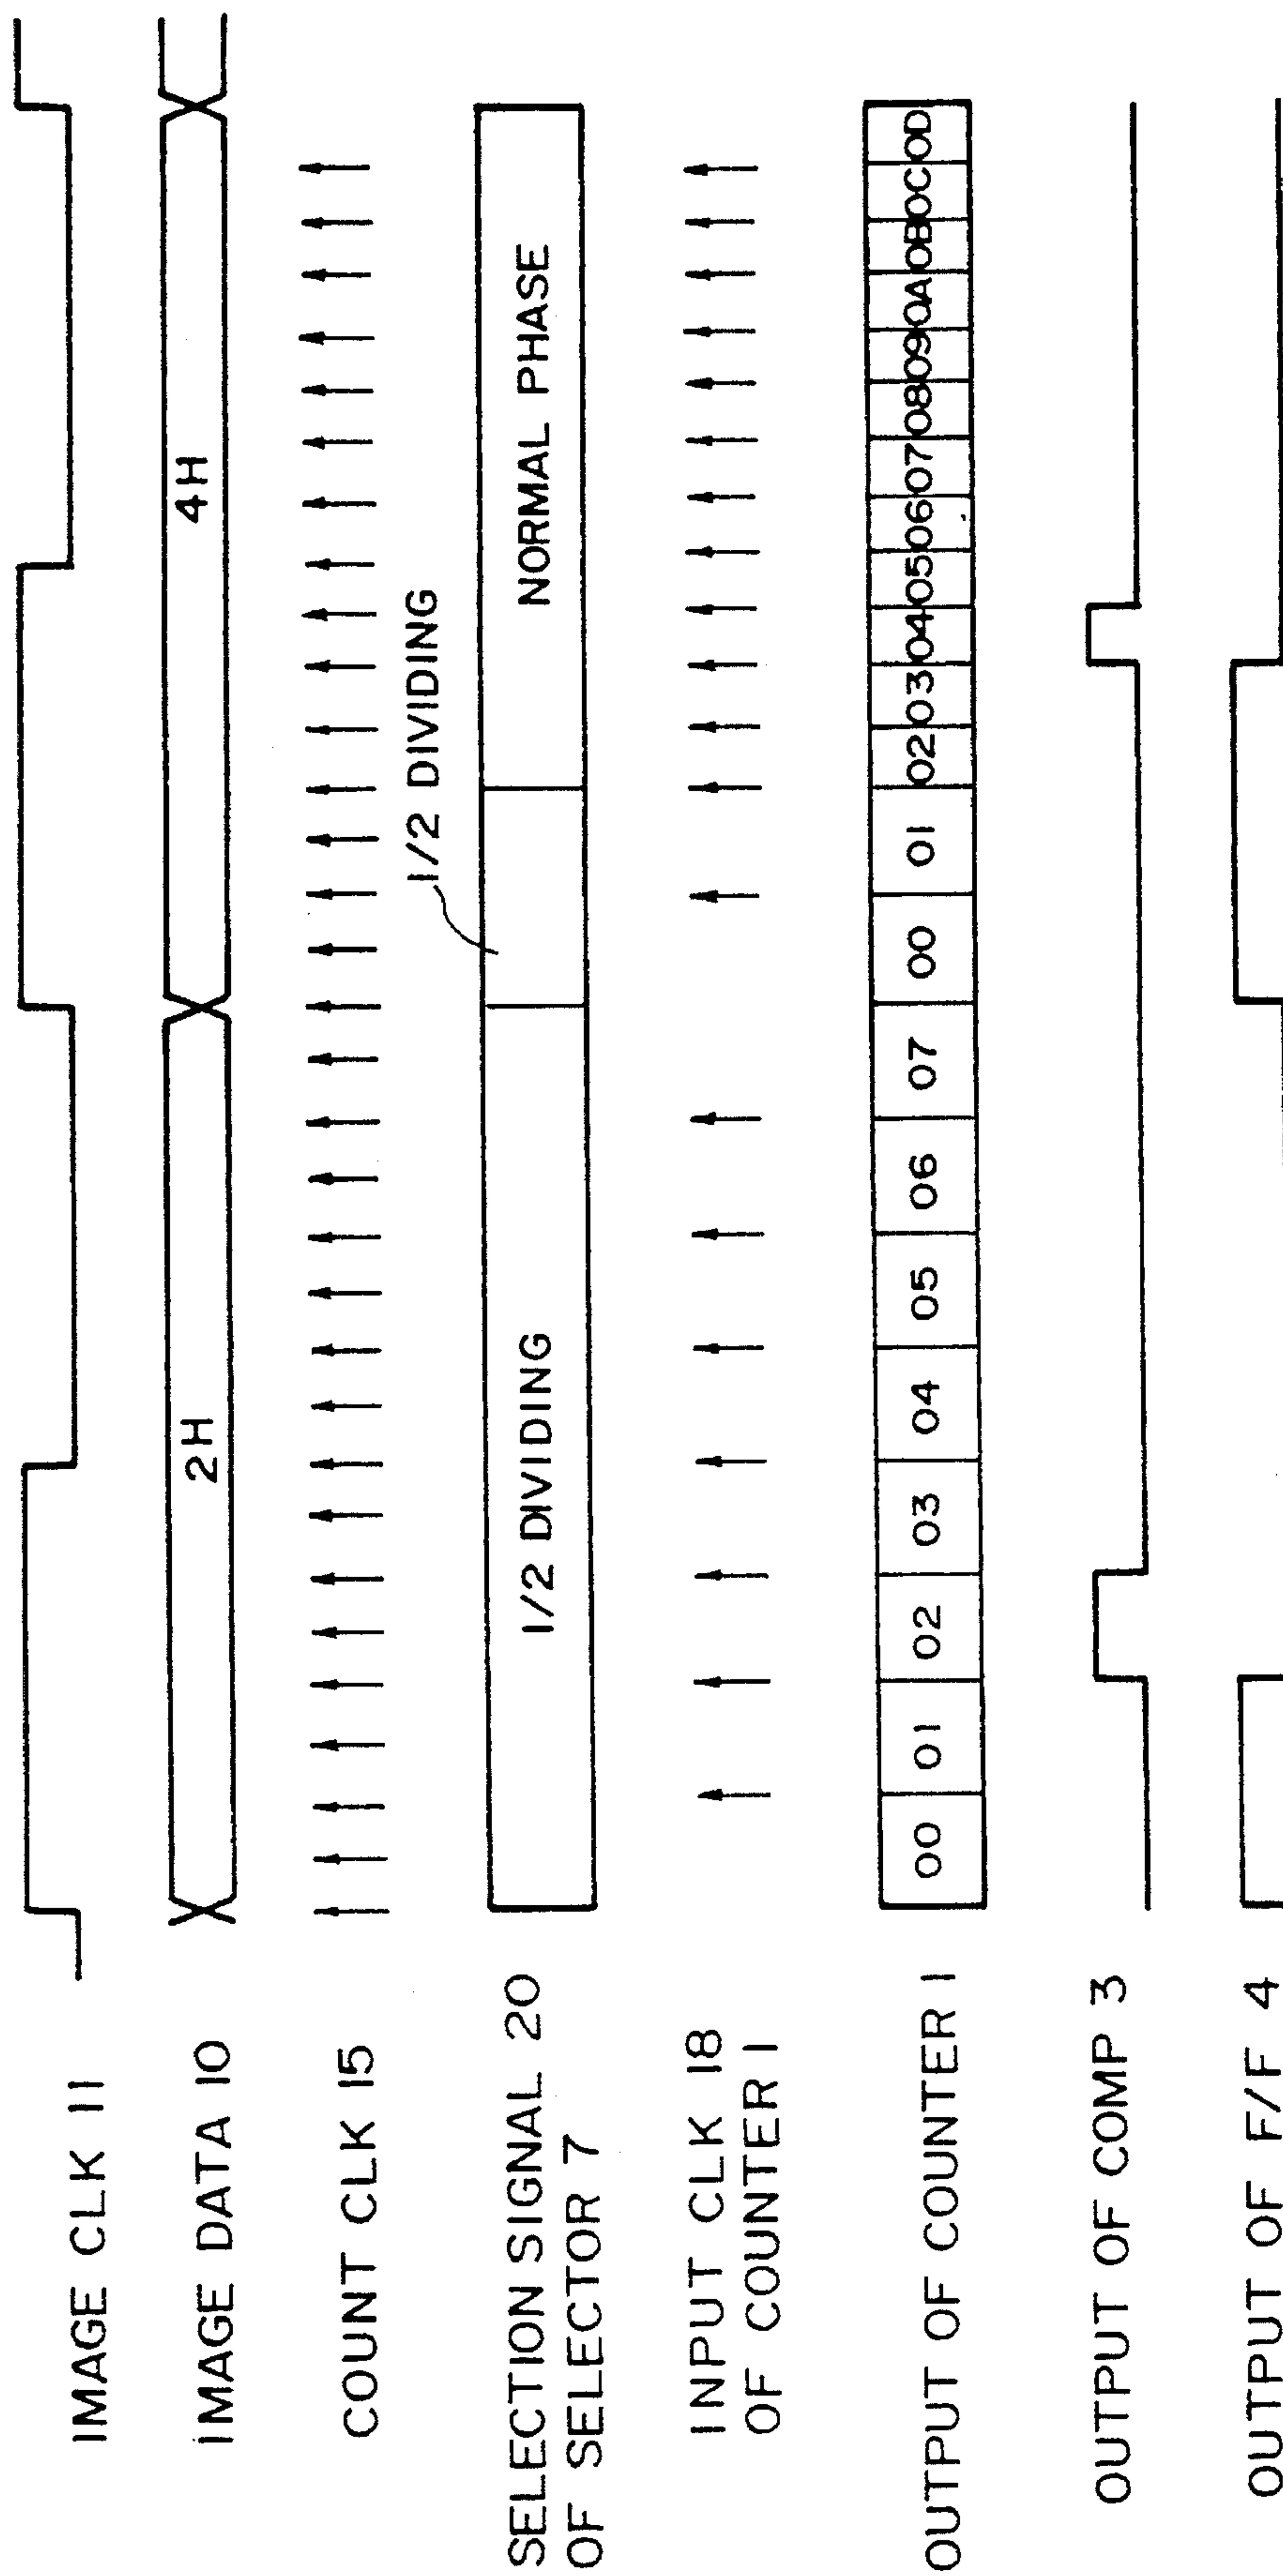 IMAGE CLK 11
IMAGE DATA 10
2H
4H
COUNT CLK 15
1/2 DIVIDING
SELECTION SIGNAL 20
OF SELECTOR 7
1/2 DIVIDING
NORMAL PHASE
INPUT CLK 18
OF COUNTER 1
OUTPUT OF COUNTER 1
00 01 02 03 04 05 06 07 00 01 02 03 04 05 06 07 08 09 0A 0B 0C 0D
OUTPUT OF COMP 3
OUTPUT OF F/F 4